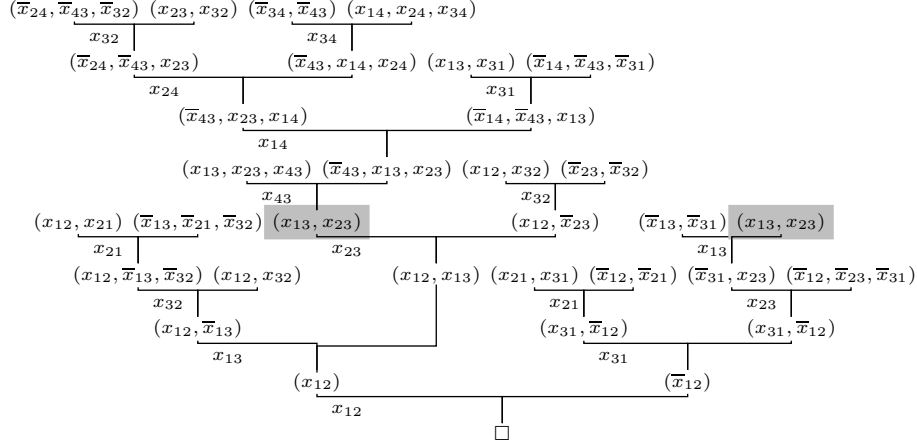 (x̅₂₄, x̅₄₃, x̅₃₂) (x₂₃, x₃₂) (x̅₃₄, x̅₄₃) (x₁₄, x₂₄, x₃₄)
x₃₂ x₃₄
(x̅₂₄, x̅₄₃, x₂₃) (x̅₄₃, x₁₄, x₂₄) (x₁₃, x₃₁) (x̅₁₄, x̅₄₃, x̅₃₁)
x₂₄ x₃₁
(x̅₄₃, x₂₃, x₁₄) (x̅₁₄, x̅₄₃, x₁₃)
x₁₄
(x₁₃, x₂₃, x₄₃) (x̅₄₃, x₁₃, x₂₃) (x₁₂, x₃₂) (x̅₂₃, x̅₃₂)
x₄₃ x₃₂
(x₁₂, x₂₁) (x̅₁₃, x̅₂₁, x̅₃₂) (x₁₃, x₂₃) (x₁₂, x̅₂₃) (x̅₁₃, x̅₃₁) (x₁₃, x₂₃)
x₂₁ x₂₃ x₁₃
(x₁₂, x̅₁₃, x̅₃₂) (x₁₂, x₃₂) (x₁₂, x₁₃) (x₂₁, x₃₁) (x̅₁₂, x̅₂₁) (x̅₃₁, x₂₃) (x̅₁₂, x̅₂₃, x̅₃₁)
x₃₂ x₂₁ x₂₃
(x₁₂, x̅₁₃) (x₃₁, x̅₁₂) (x̅₃₁, x̅₁₂)
x₁₃ x₃₁
(x₁₂) (x̅₁₂)
x₁₂
□